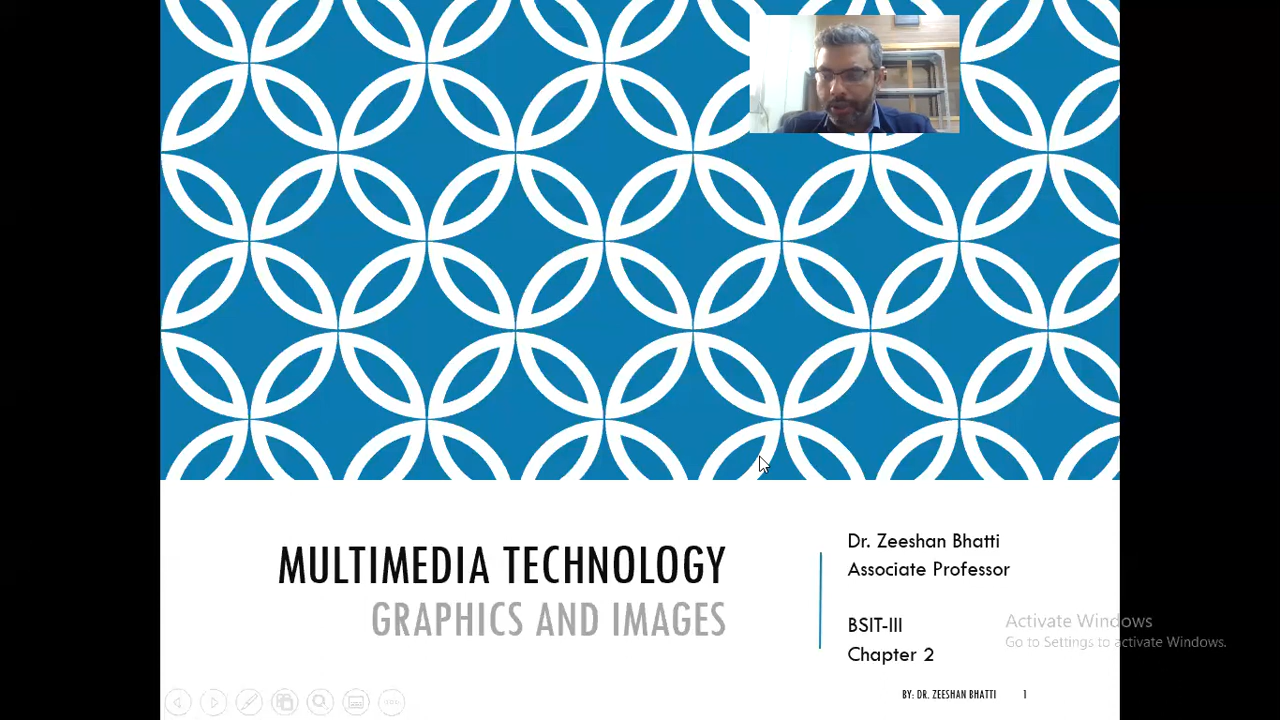 MULTIMEDIA TECHNOLOGY
GRAPHICS AND IMAGES
Dr. Zeeshan Bhatti
Associate Professor
BSIT-III
Chapter 2
Activate Windows
Go to Settings to activate Windows.
BY: DR. ZEESHAN BHATTI 1